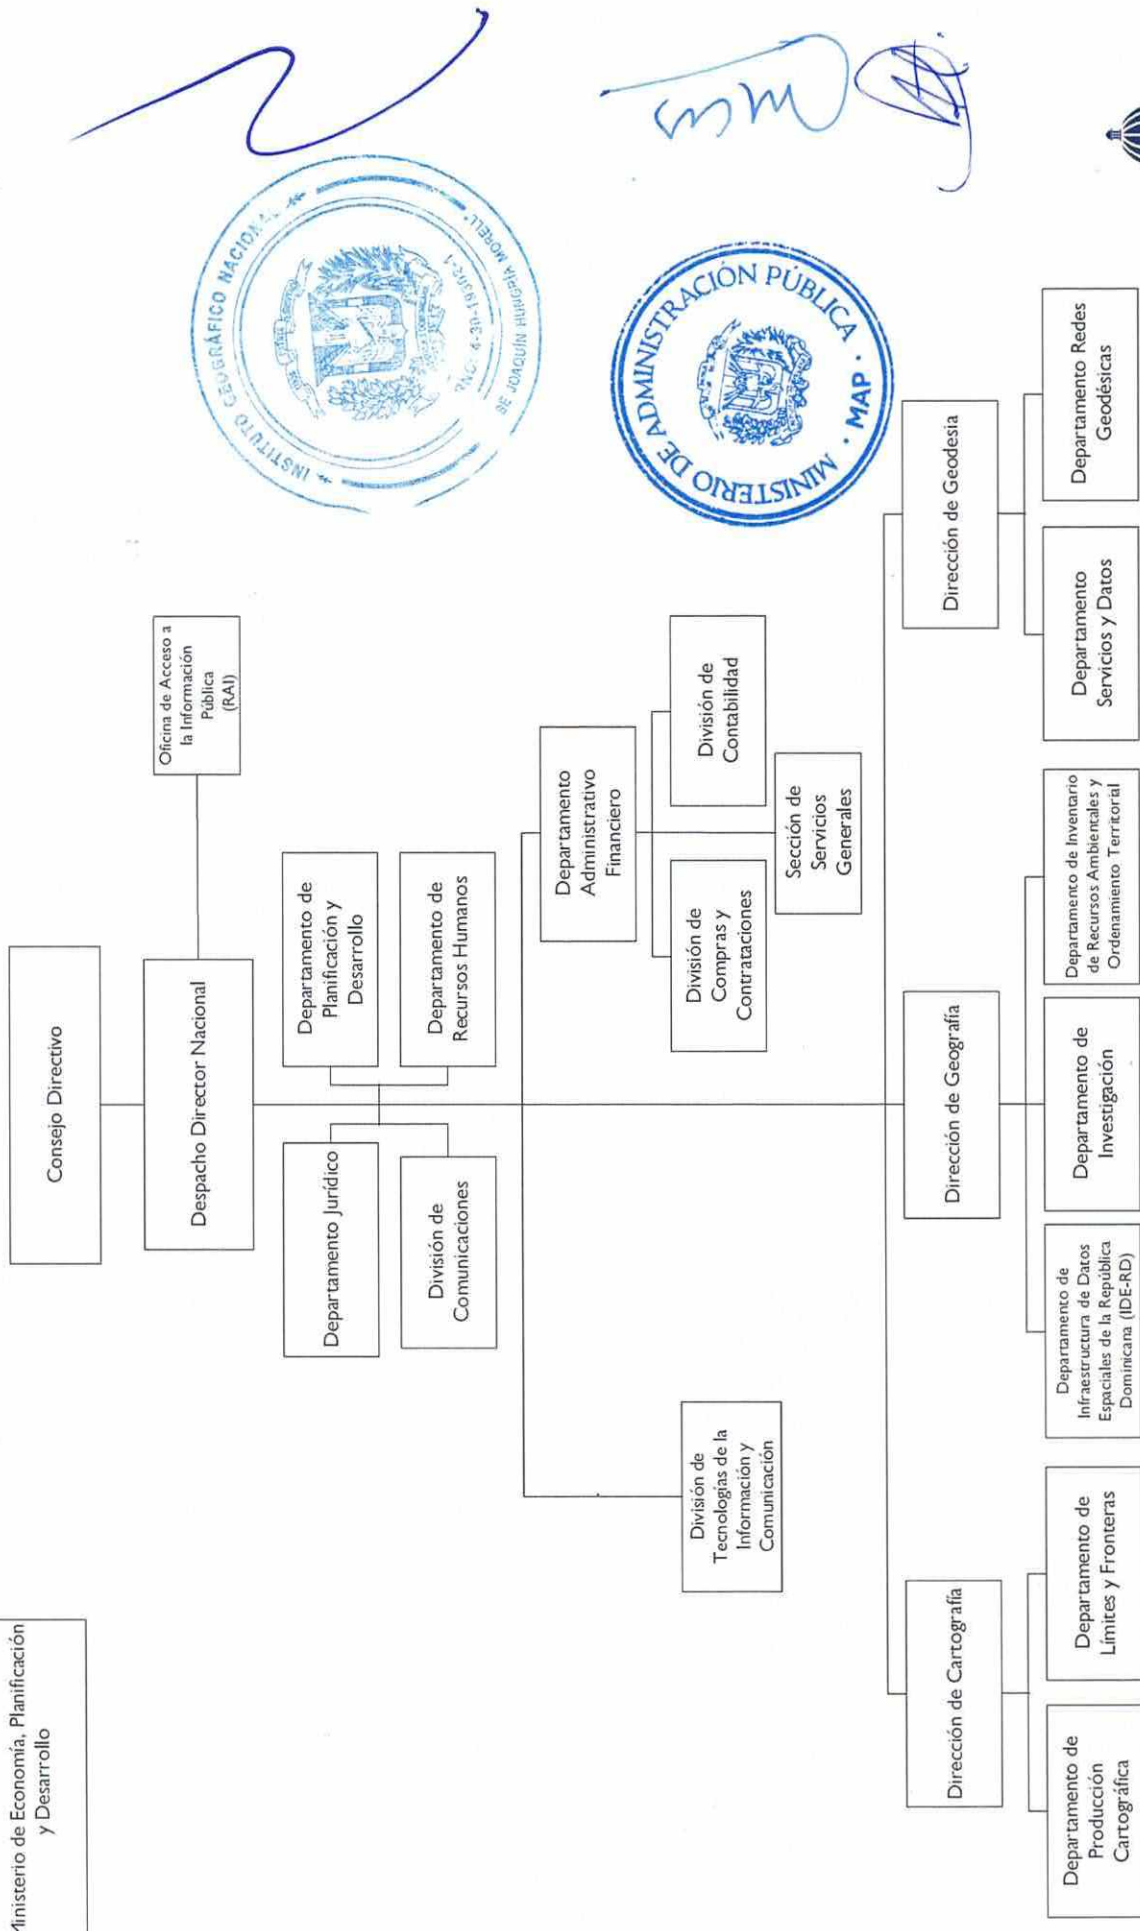 Ministerio de Economía, Planificación
y Desarrollo
Consejo Directivo
Despacho Director Nacional
Oficina de Acceso a
la Información
Pública
(RAI)
Departamento Jurídico
Departamento de
Planificación y
Desarrollo
División de
Comunicaciones
Departamento de
Recursos Humanos
División de
Tecnologías de la
Información y
Comunicación
Departamento
Administrativo
Financiero
División de
Compras y
Contrataciones
División de
Contabilidad
Sección de
Servicios
Generales
Dirección de Cartografía
Departamento de
Producción
Cartográfica
Departamento de
Límites y Fronteras
Dirección de Geografía
Departamento de
Infraestructura de Datos
Espaciales de la República
Dominicana (IDE-RD)
Departamento de
Investigación
Departamento de Inventario
de Recursos Ambientales y
Ordenamiento Territorial
Dirección de Geodesia
Departamento
Servicios y Datos
Departamento Redes
Geodésicas
INSTITUTO GEOGRÁFICO NACIONAL
SE JOAQUÍN HUNGRÍA MORELL"
MINISTERIO DE ADMINISTRACIÓN PÚBLICA
· MAP ·